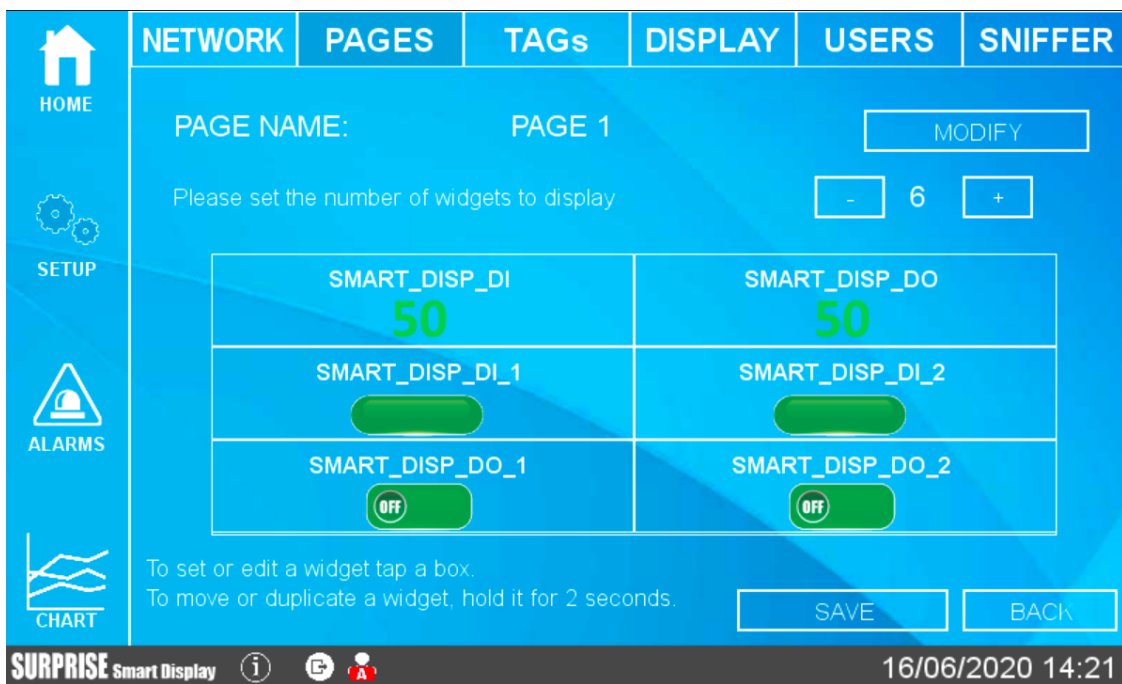 NETWORK PAGES TAGs DISPLAY USERS SNIFFER
HOME
PAGE NAME: PAGE 1 MODIFY
Please set the number of widgets to display - 6 +
SETUP
SMART_DISP_DI SMART_DISP_DO
50 50
SMART_DISP_DI_1 SMART_DISP_DI_2
ALARMS
SMART_DISP_DO_1 SMART_DISP_DO_2
OFF OFF
To set or edit a widget tap a box.
To move or duplicate a widget, hold it for 2 seconds.
SAVE BACK
CHART
SURPRISE Smart Display i A 16/06/2020 14:21